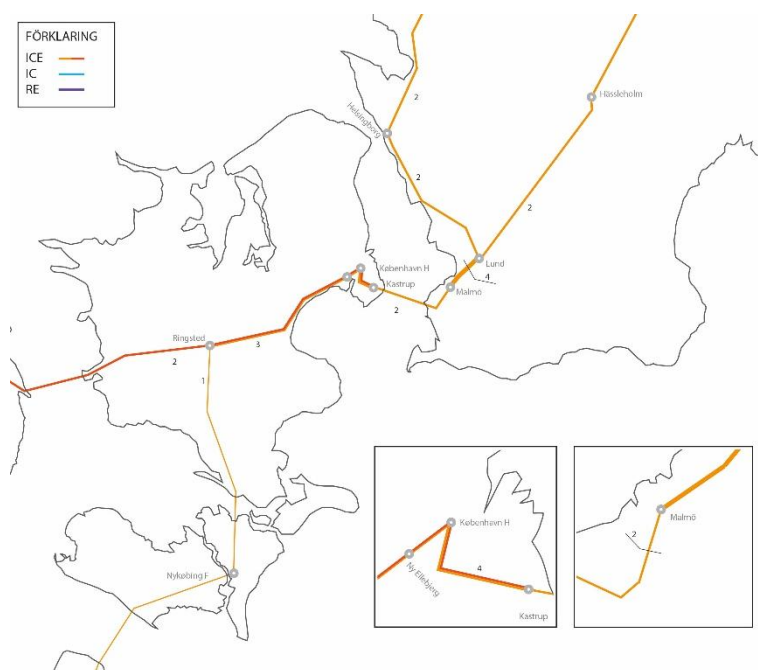 FÖRKLARING
ICE
IC
RE
2
Helsingborg
Hässleholm
2
2
København H
Kastrup
Lund
4
Malmö
2
Ringsted
3
2
1
Nykøbing F
København H
Ny Ellebjerg
4
Kastrup
Malmö
2